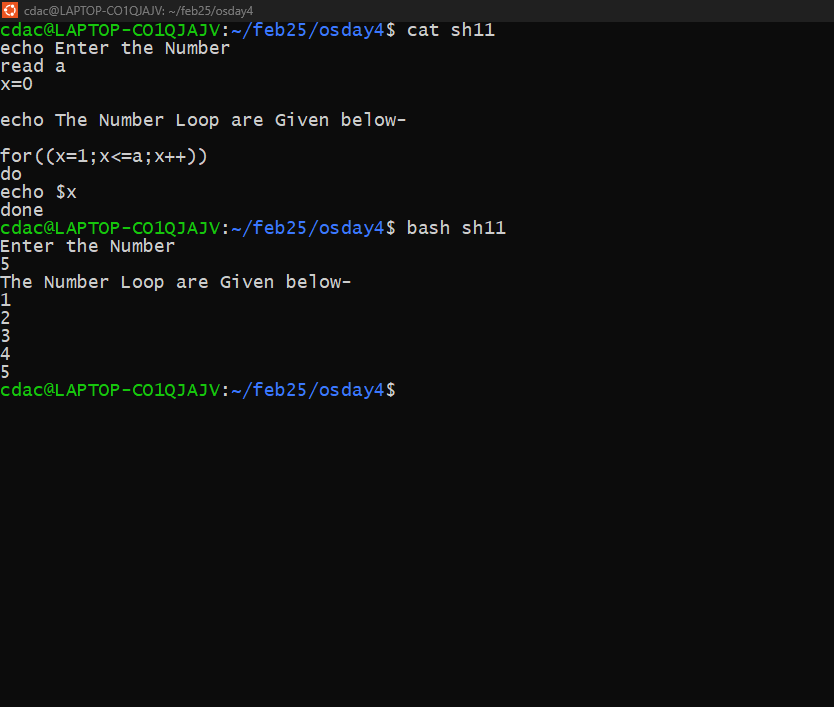 cdac@LAPTOP-CO1QJAJV: ~/feb25/osday4
cdac@LAPTOP-CO1QJAJV:~/feb25/osday4$ cat sh11
echo Enter the Number
read a
x=0
echo The Number Loop are Given below-
for((x=1;x<=a;x++))
do
echo $x
done
cdac@LAPTOP-CO1QJAJV:~/feb25/osday4$ bash sh11
Enter the Number
5
The Number Loop are Given below-
1
2
3
4
5
cdac@LAPTOP-CO1QJAJV:~/feb25/osday4$